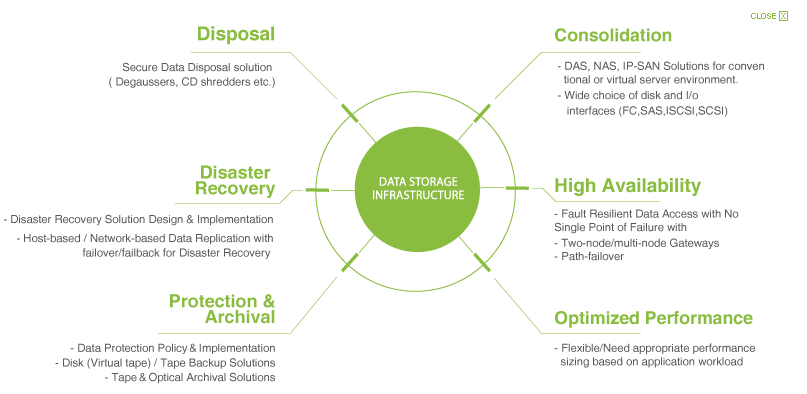 CLOSE X
Disposal
Secure Data Disposal solution
( Degaussers, CD shredders etc.)
Consolidation
- DAS, NAS, IP-SAN Solutions for conven
tional or virtual server environment.
- Wide choice of disk and I/o
interfaces (FC,SAS,ISCSI,SCSI)
DATA STORAGE
INFRASTRUCTURE
Disaster
Recovery
- Disaster Recovery Solution Design & Implementation
- Host-based / Network-based Data Replication with
failover/failback for Disaster Recovery
High Availability
- Fault Resilient Data Access with No
Single Point of Failure with
- Two-node/multi-node Gateways
- Path-failover
Protection &
Archival
- Data Protection Policy & Implementation
- Disk (Virtual tape) / Tape Backup Solutions
- Tape & Optical Archival Solutions
Optimized Performance
- Flexible/Need appropriate performance
sizing based on application workload